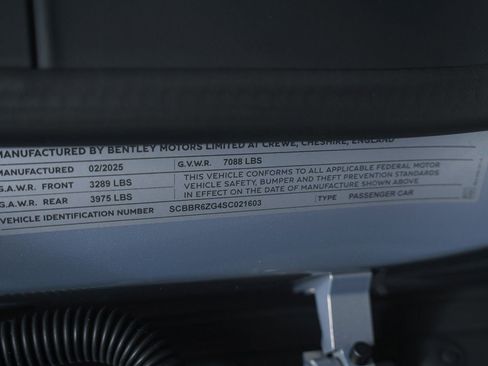 MANUFACTURED BY BENTLEY MOTORS LIMITED AT CREWE, CHESHIRE, ENGLAND
MANUFACTURED 02/2025 G.V.W.R. 7088 LBS
G.A.W.R. FRONT 3289 LBS
G.A.W.R. REAR 3975 LBS
THIS VEHICLE CONFORMS TO ALL APPLICABLE FEDERAL MOTOR
VEHICLE SAFETY, BUMPER AND THEFT PREVENTION STANDARDS
IN EFFECT ON THE DATE OF MANUFACTURE SHOWN ABOVE
VEHICLE IDENTIFICATION NUMBER SCBBR6ZG4SC021603 TYPE PASSENGER CAR